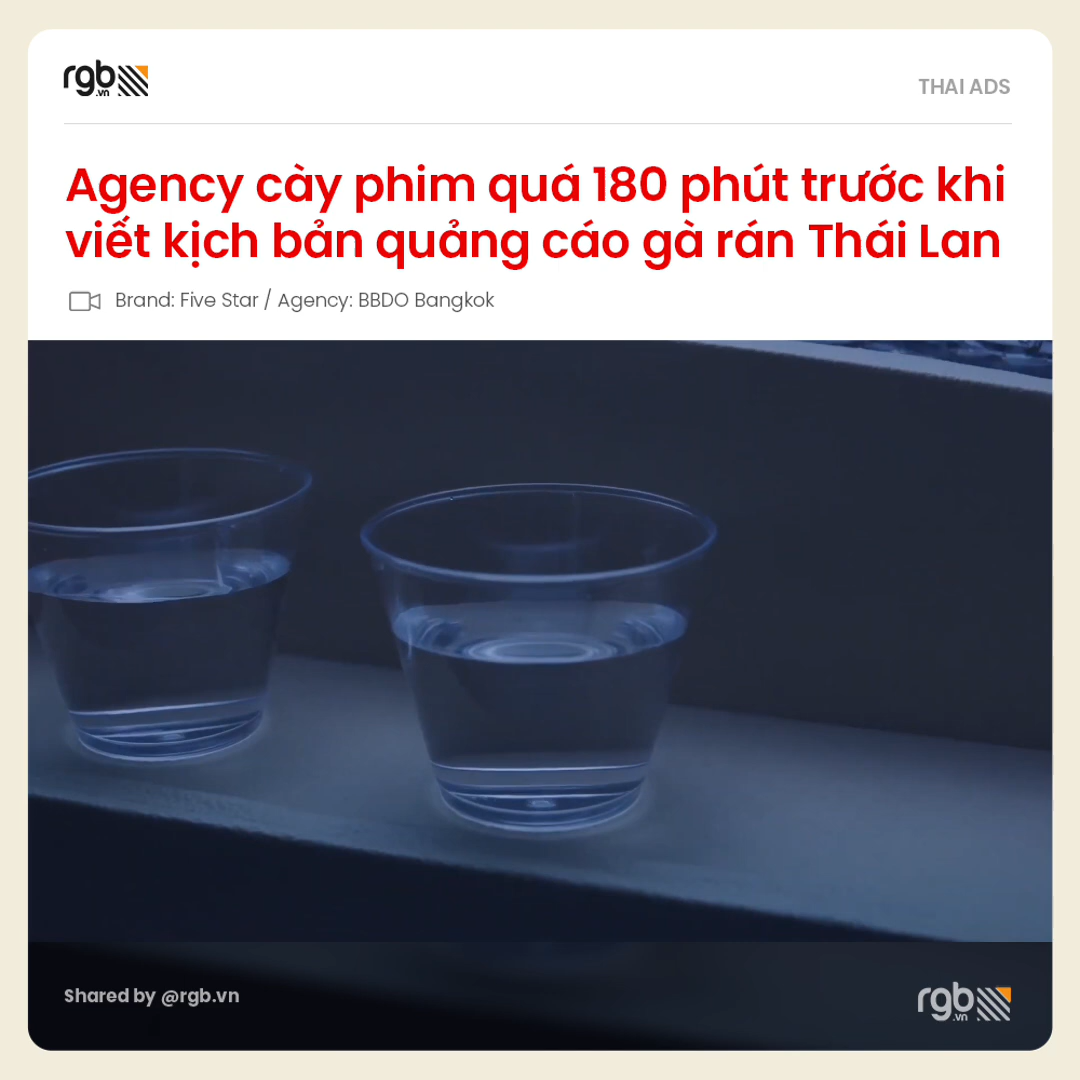 rgb.vn
THAI ADS
Agency cày phim quá 180 phút trước khi
viết kịch bản quảng cáo gà rán Thái Lan
Brand: Five Star / Agency: BBDO Bangkok
Shared by @rgb.vn
rgb.vn